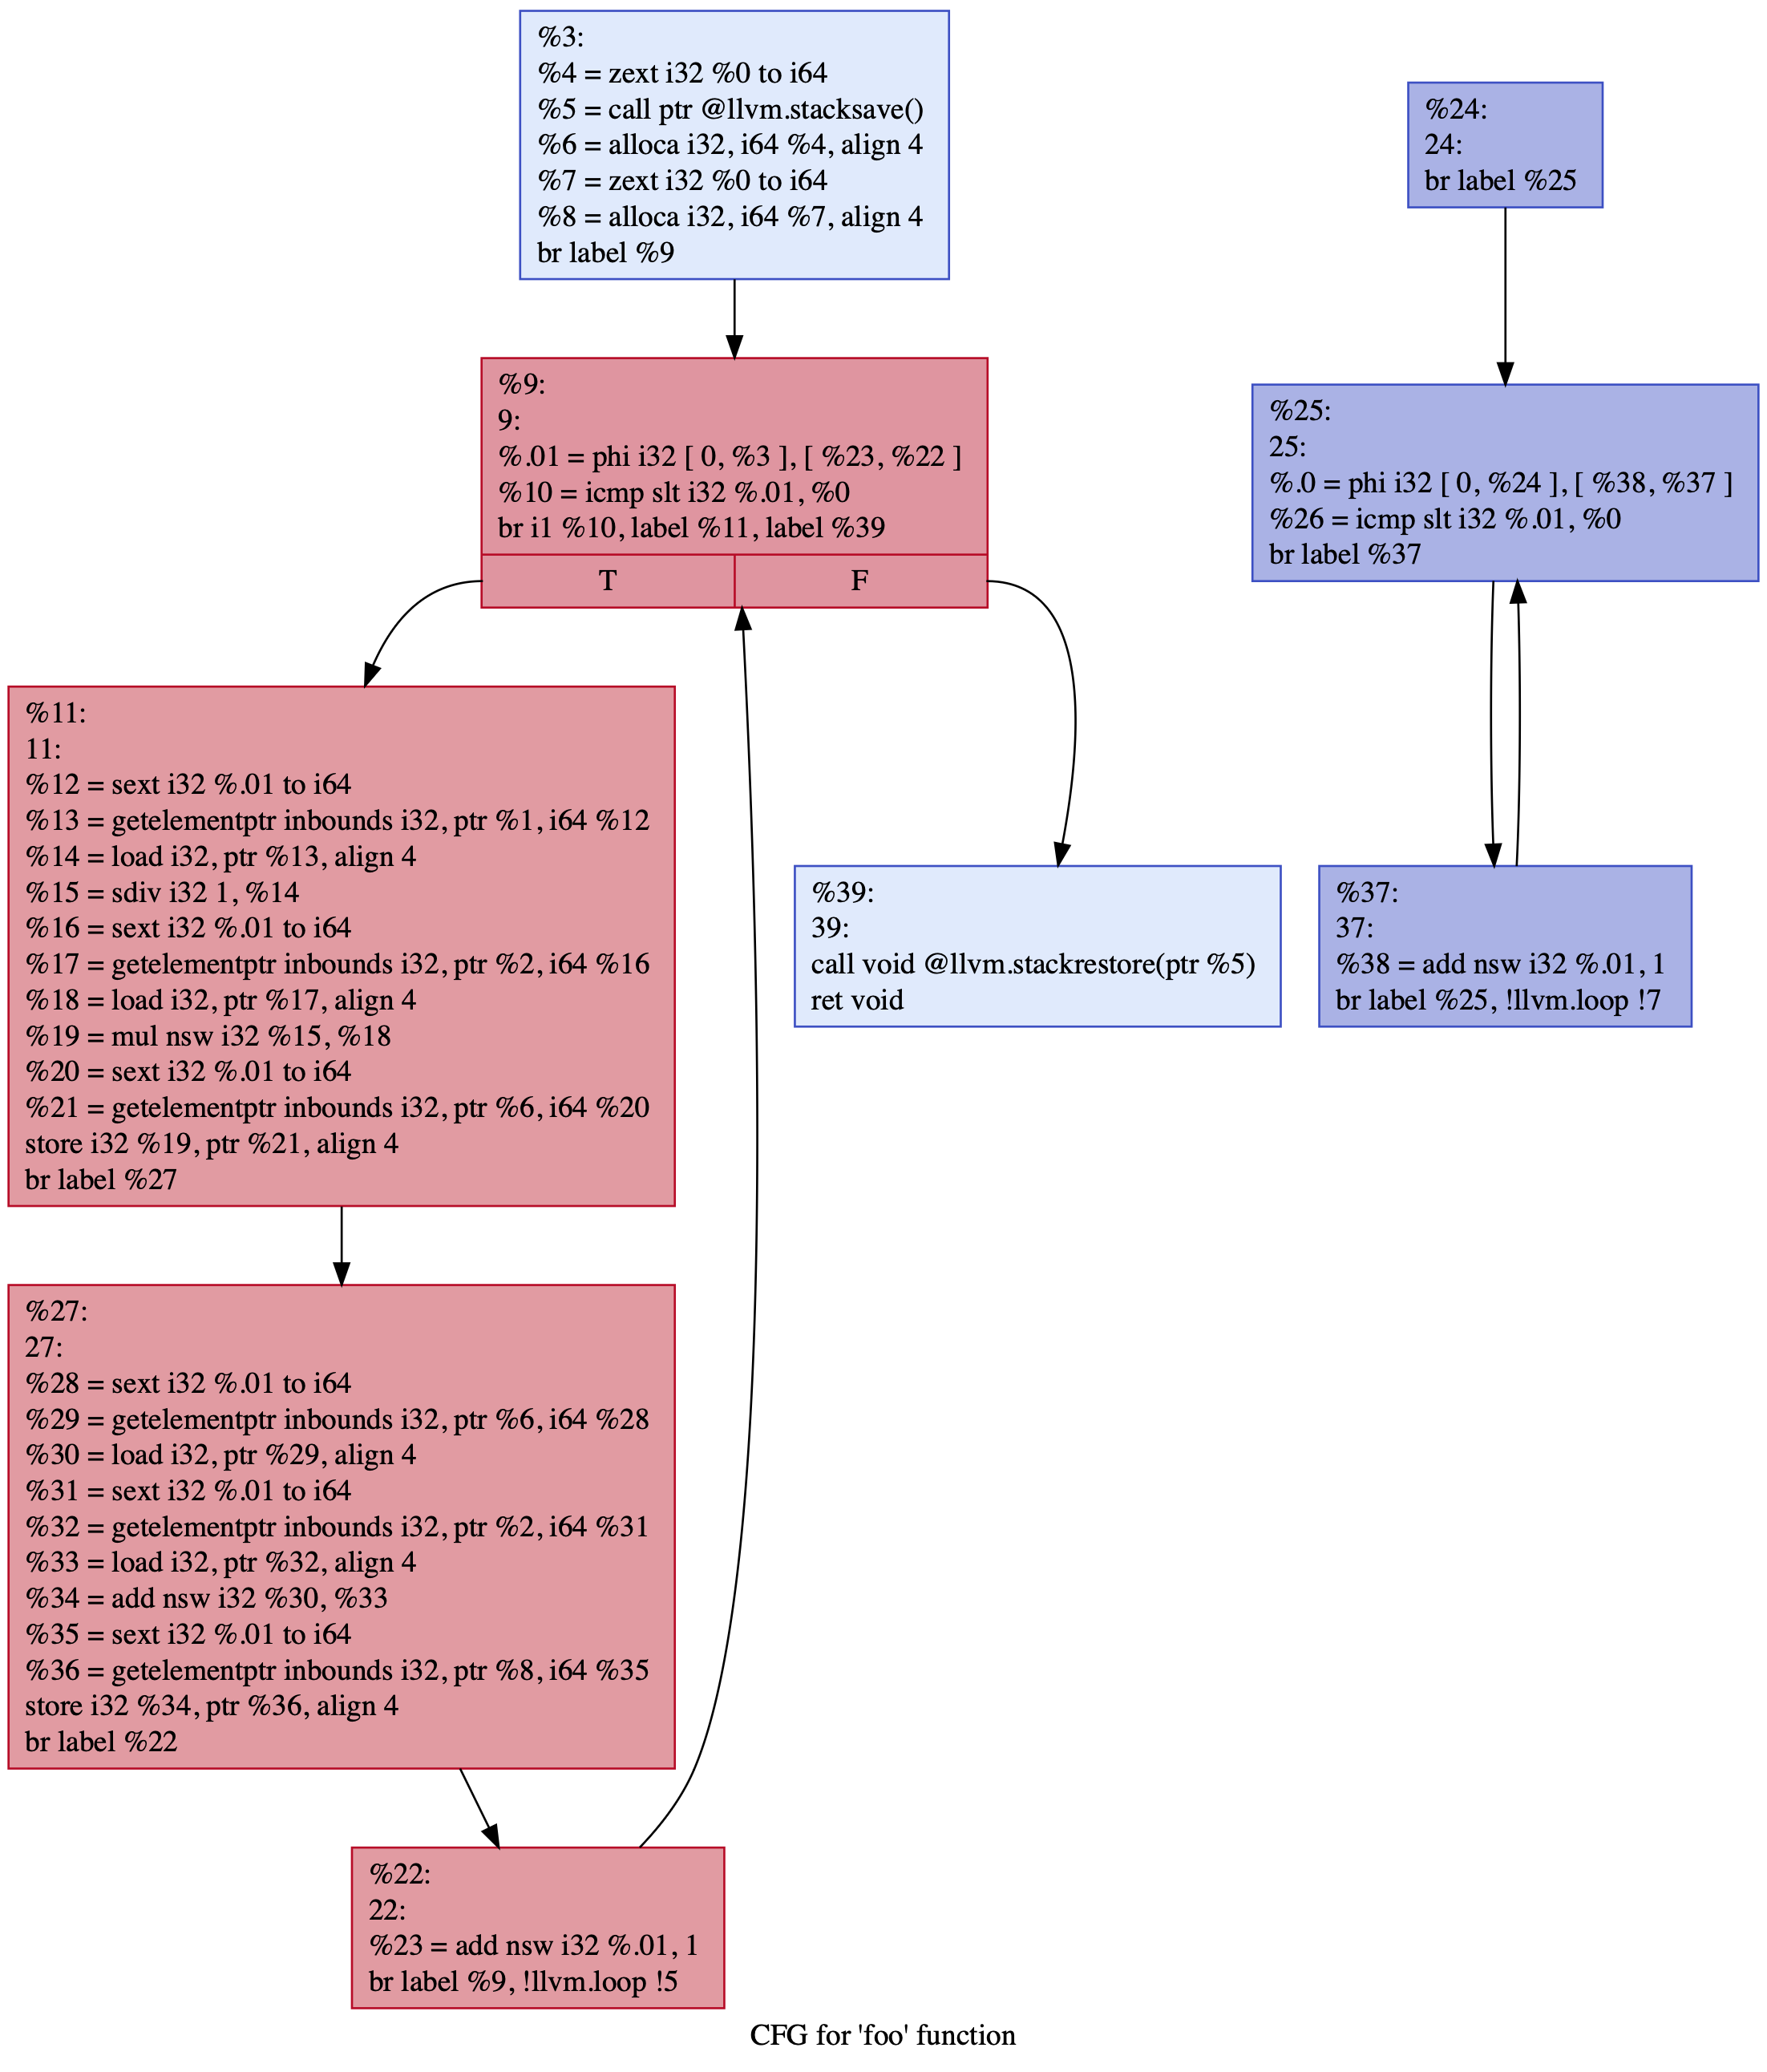 %3:
%4 = zext i32 %0 to i64
%5 = call ptr @llvm.stacksave()
%6 = alloca i32, i64 %4, align 4
%7 = zext i32 %0 to i64
%8 = alloca i32, i64 %7, align 4
br label %9
%9:
9:
%.01 = phi i32 [ 0, %3 ], [ %23, %22 ]
%10 = icmp slt i32 %.01, %0
br i1 %10, label %11, label %39
T
F
%11:
11:
%12 = sext i32 %.01 to i64
%13 = getelementptr inbounds i32, ptr %1, i64 %12
%14 = load i32, ptr %13, align 4
%15 = sdiv i32 1, %14
%16 = sext i32 %.01 to i64
%17 = getelementptr inbounds i32, ptr %2, i64 %16
%18 = load i32, ptr %17, align 4
%19 = mul nsw i32 %15, %18
%20 = sext i32 %.01 to i64
%21 = getelementptr inbounds i32, ptr %6, i64 %20
store i32 %19, ptr %21, align 4
br label %27
%27:
27:
%28 = sext i32 %.01 to i64
%29 = getelementptr inbounds i32, ptr %6, i64 %28
%30 = load i32, ptr %29, align 4
%31 = sext i32 %.01 to i64
%32 = getelementptr inbounds i32, ptr %2, i64 %31
%33 = load i32, ptr %32, align 4
%34 = add nsw i32 %30, %33
%35 = sext i32 %.01 to i64
%36 = getelementptr inbounds i32, ptr %8, i64 %35
store i32 %34, ptr %36, align 4
br label %22
%22:
22:
%23 = add nsw i32 %.01, 1
br label %9, !llvm.loop !5
%39:
39:
call void @llvm.stackrestore(ptr %5)
ret void
%24:
24:
br label %25
%25:
25:
%.0 = phi i32 [ 0, %24 ], [ %38, %37 ]
%26 = icmp slt i32 %.01, %0
br label %37
%37:
37:
%38 = add nsw i32 %.01, 1
br label %25, !llvm.loop !7
CFG for 'foo' function